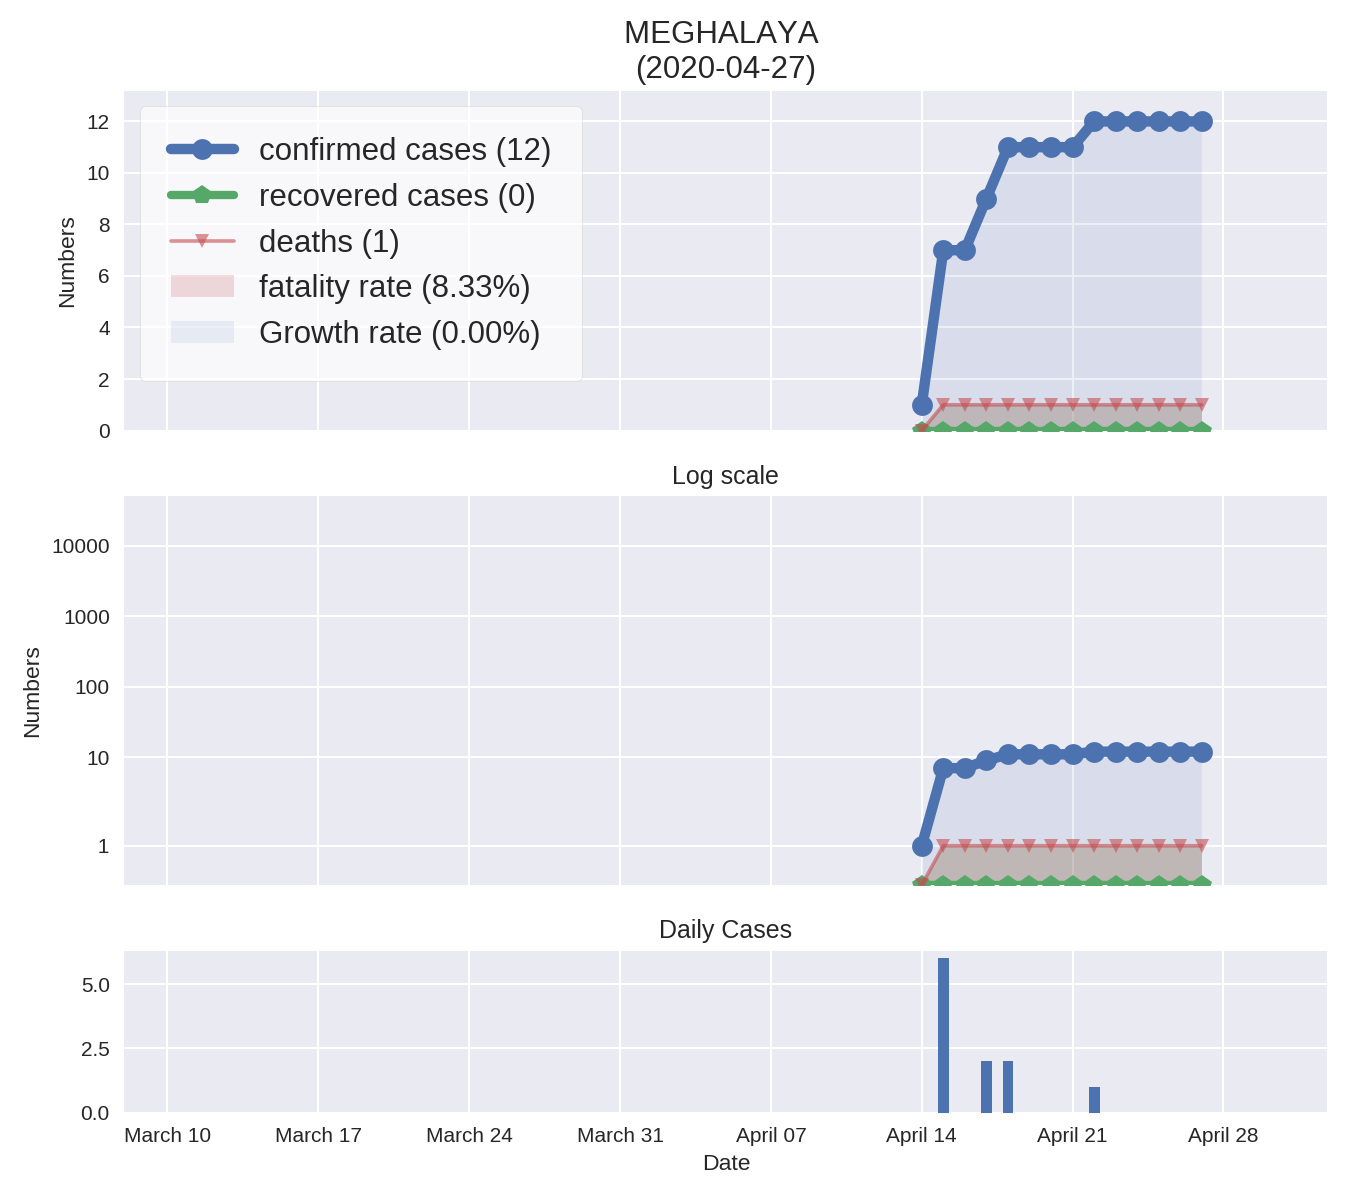 MEGHALAYA
(2020-04-27)
12
10
8
6
4
2
0
Numbers
confirmed cases (12)
recovered cases (0)
deaths (1)
fatality rate (8.33%)
Growth rate (0.00%)
Log scale
10000
1000
100
10
1
Numbers
Daily Cases
5.0
2.5
0.0
March 10 March 17 March 24 March 31 April 07 April 14 April 21 April 28
Date